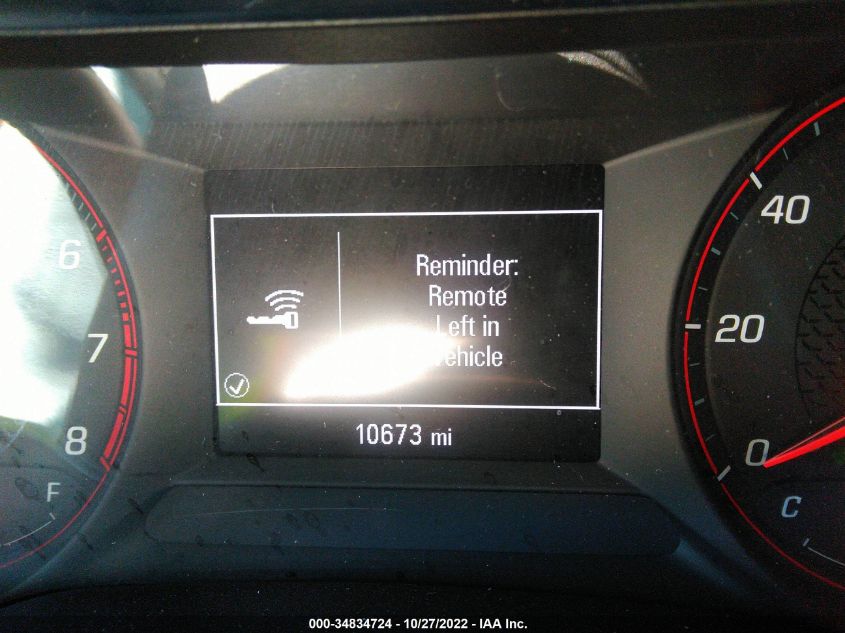 Reminder:
Remote
Left in
Vehicle
10673 mi
6
7
8
F
40
20
0
C
000-34834724 - 10/27/2022 - IAA Inc.